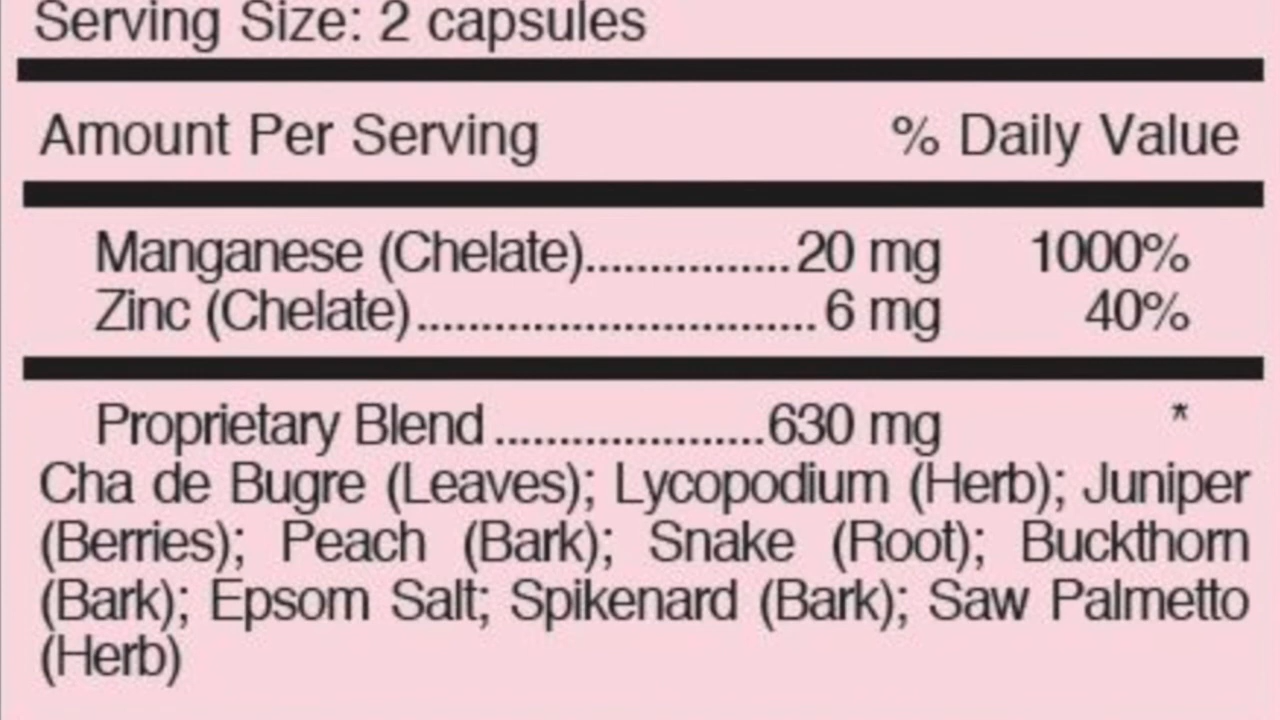 Serving Size: 2 capsules
Amount Per Serving % Daily Value
Manganese (Chelate)................20 mg 1000%
Zinc (Chelate)...............................6 mg 40%
Proprietary Blend.....................630 mg *
Cha de Bugre (Leaves); Lycopodium (Herb); Juniper
(Berries); Peach (Bark); Snake (Root); Buckthorn
(Bark); Epsom Salt; Spikenard (Bark); Saw Palmetto
(Herb)